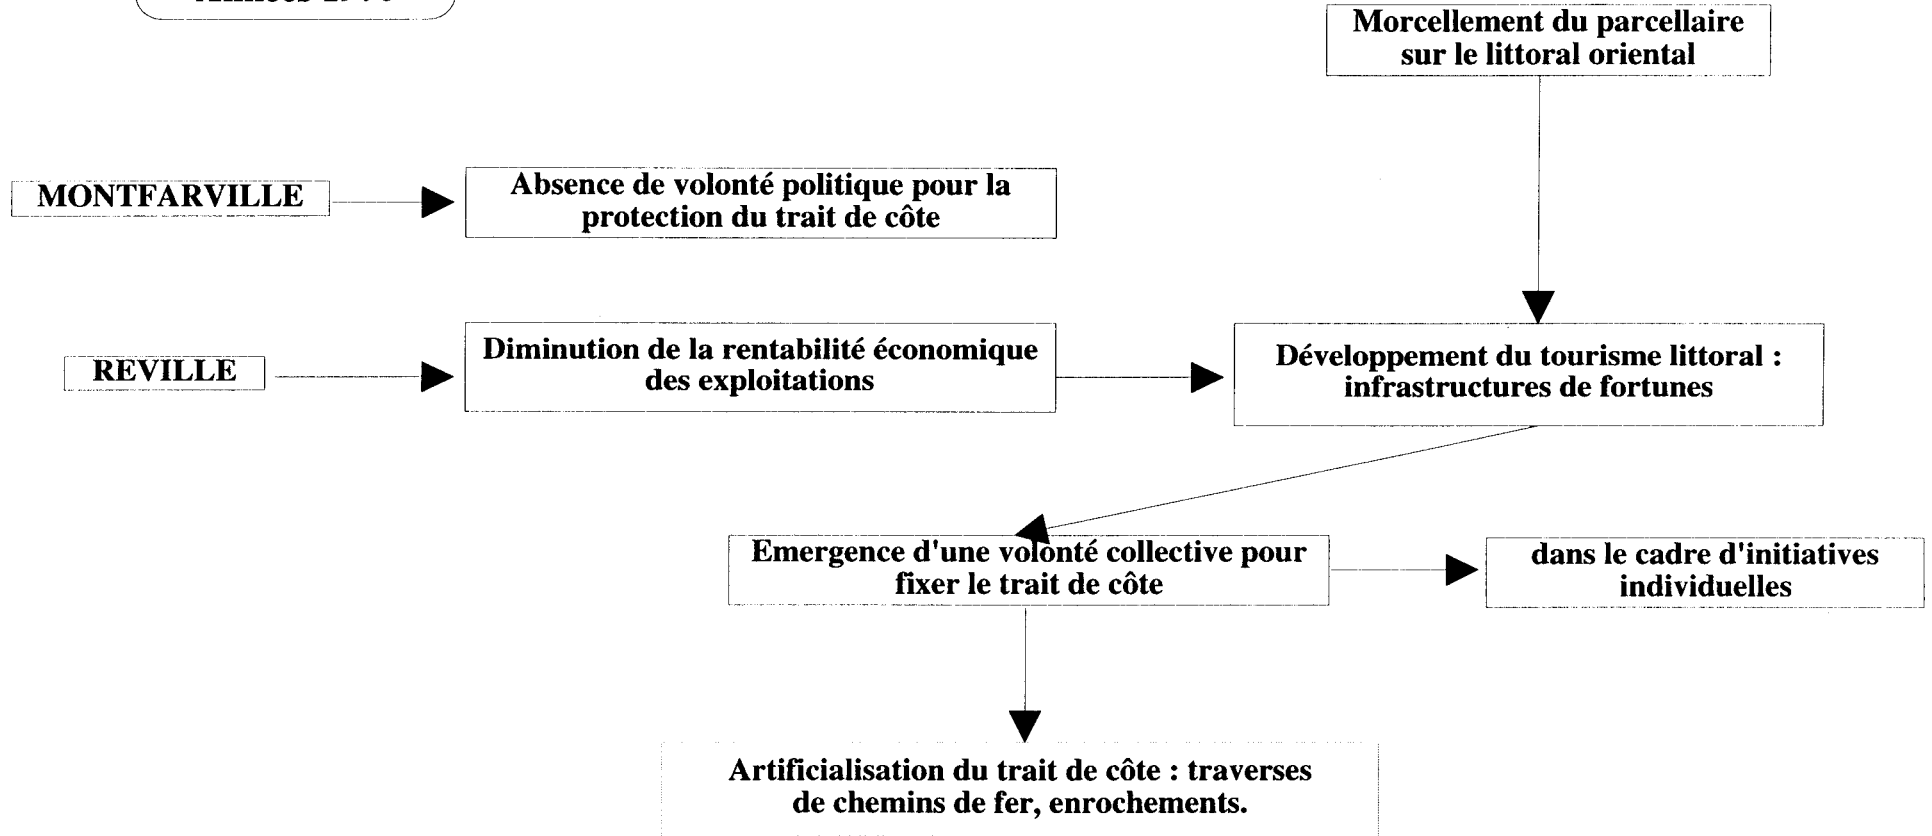 Morcellement du parcellaire
sur le littoral oriental
MONTFARVILLE
Absence de volonté politique pour la
protection du trait de côte
REVILLE
Diminution de la rentabilité économique
des exploitations
Développement du tourisme littoral :
infrastructures de fortunes
Emergence d'une volonté collective pour
fixer le trait de côte
dans le cadre d'initiatives
individuelles
Artificialisation du trait de côte : traverses
de chemins de fer, enrochements.